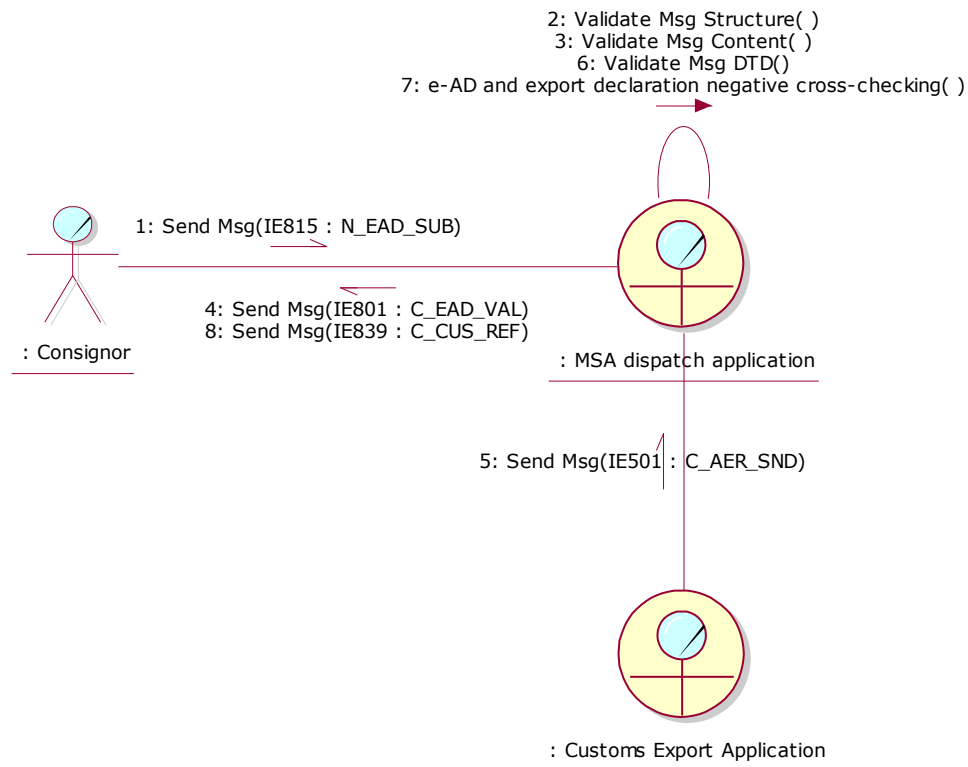 2: Validate Msg Structure( )
3: Validate Msg Content( )
6: Validate Msg DTD()
7: e-AD and export declaration negative cross-checking( )
1: Send Msg(IE815 : N_EAD_SUB)
4: Send Msg(IE801 : C_EAD_VAL)
8: Send Msg(IE839 : C_CUS_REF)
: Consignor
: MSA dispatch application
5: Send Msg(IE501 : C_AER_SND)
: Customs Export Application